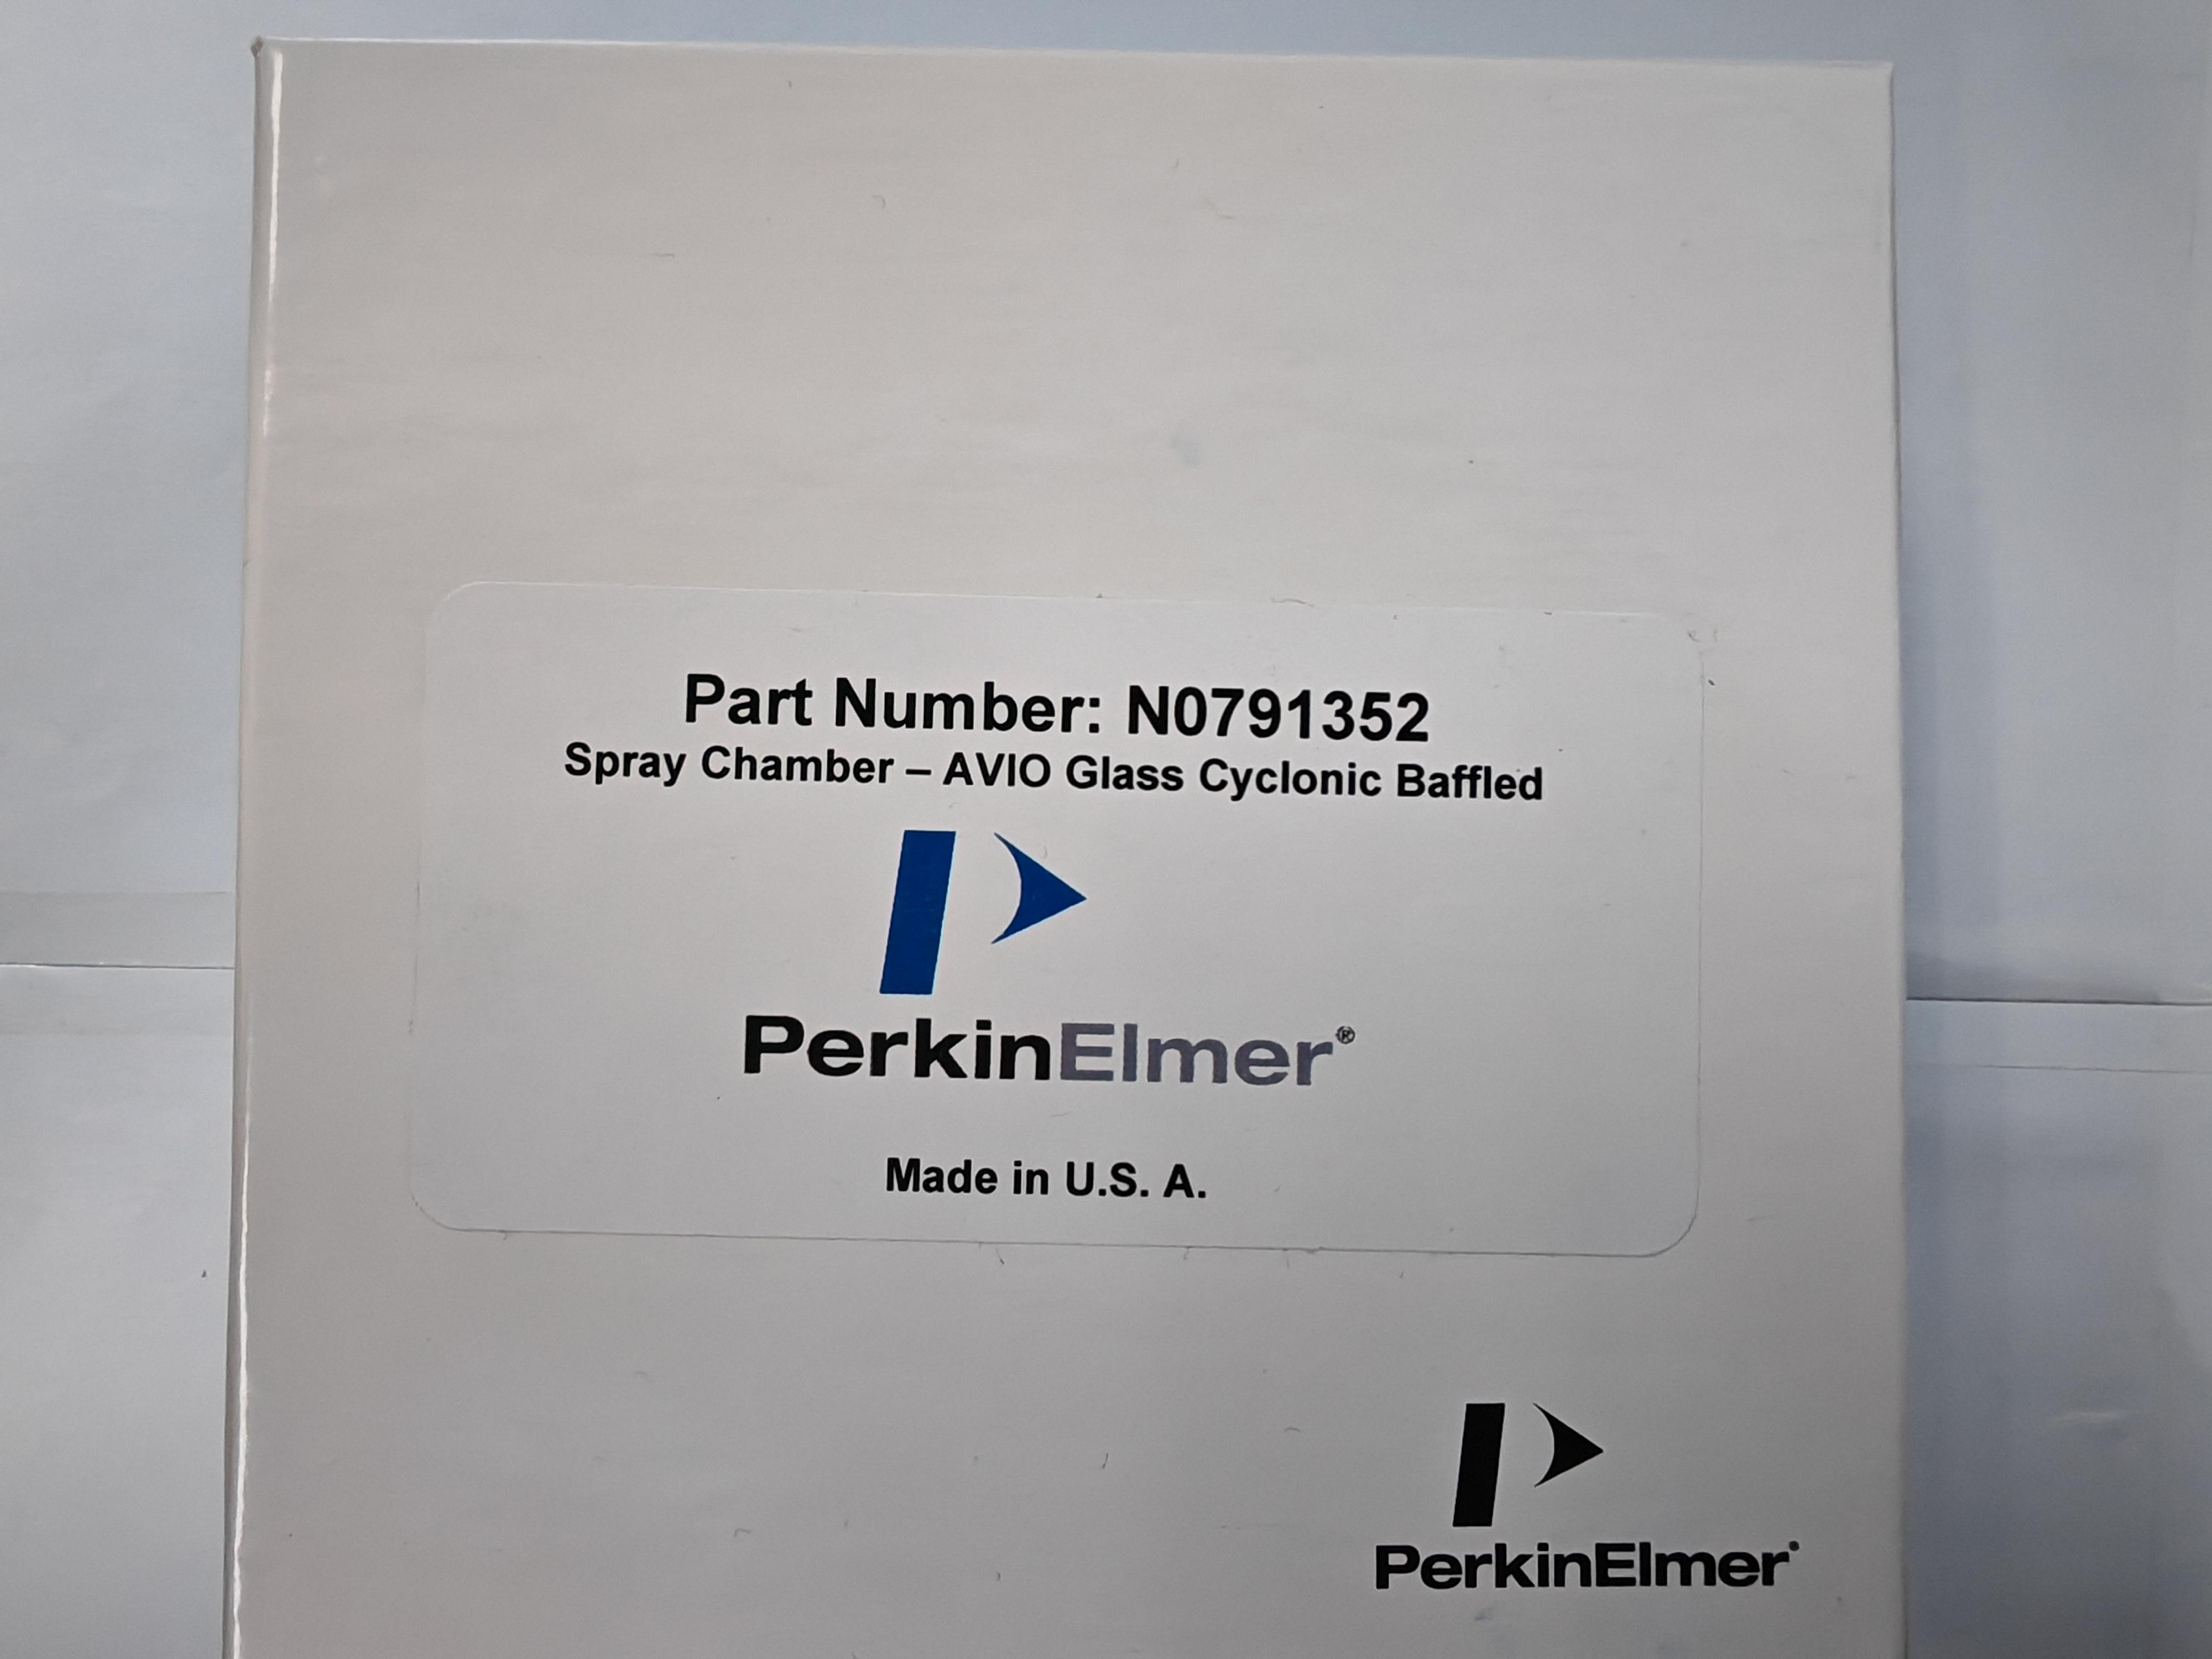 Part Number: N0791352
Spray Chamber – AVIO Glass Cyclonic Baffled
PerkinElmer®
Made in U.S. A.
PerkinElmer